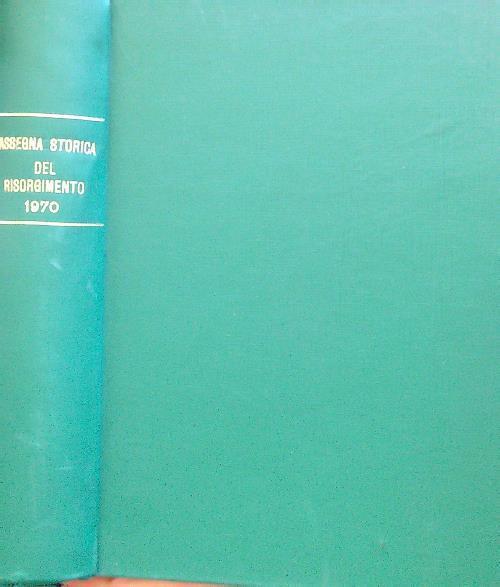 ASSEGNA STORICA
DEL
RISORGIMENTO
1970